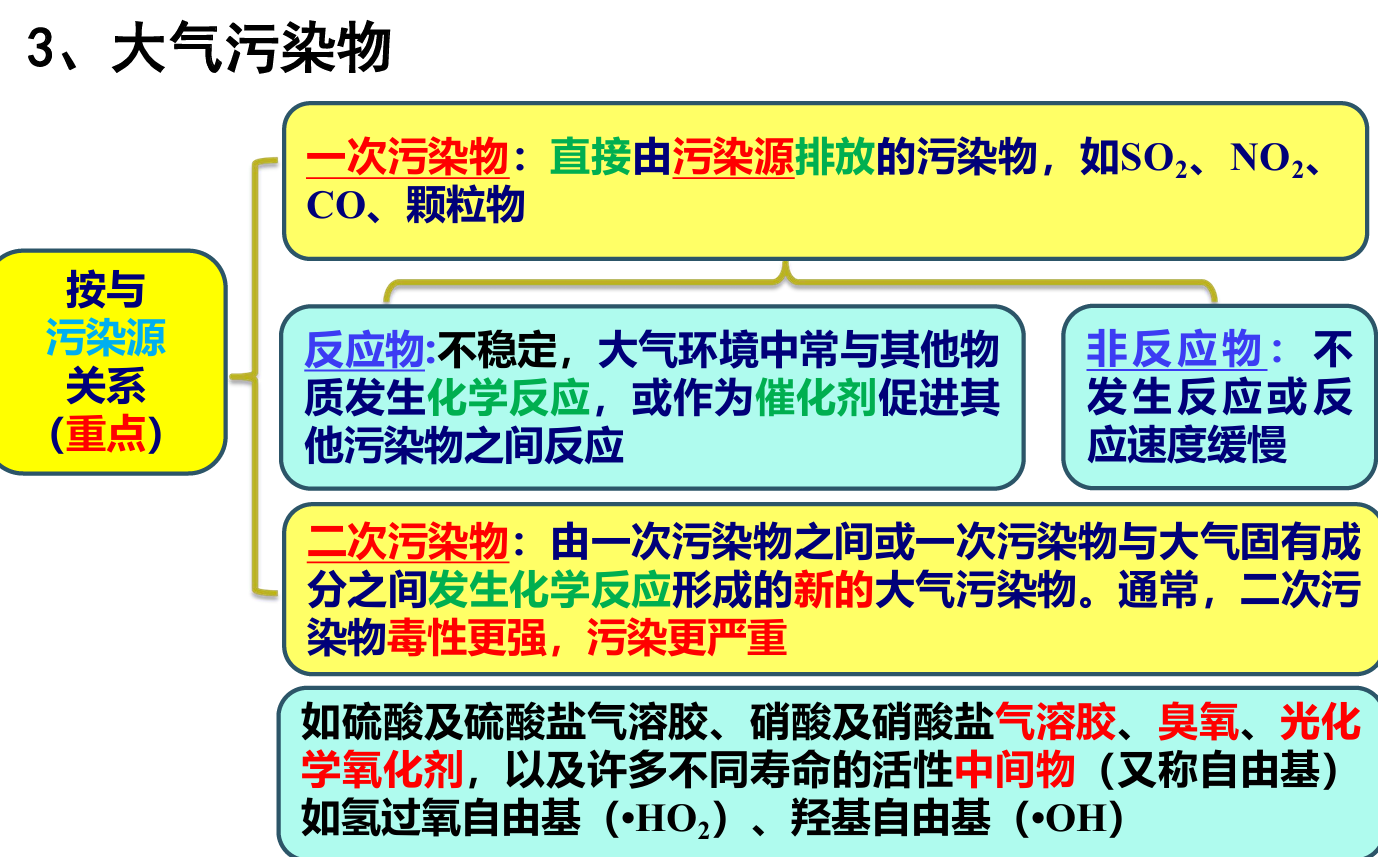 3、大气污染物
一次污染物：直接由污染源排放的污染物，如SO₂、NO₂、
CO、颗粒物
按与
污染源
关系
(重点)
反应物:不稳定，大气环境中常与其他物
质发生化学反应，或作为催化剂促进其
他污染物之间反应
非反应物：不
发生反应或反
应速度缓慢
二次污染物：由一次污染物之间或一次污染物与大气固有成
分之间发生化学反应形成的新的大气污染物。通常，二次污
染物毒性更强，污染更严重
如硫酸及硫酸盐气溶胶、硝酸及硝酸盐气溶胶、臭氧、光化
学氧化剂，以及许多不同寿命的活性中间物（又称自由基）
如氢过氧自由基（•HO₂）、羟基自由基（•OH）